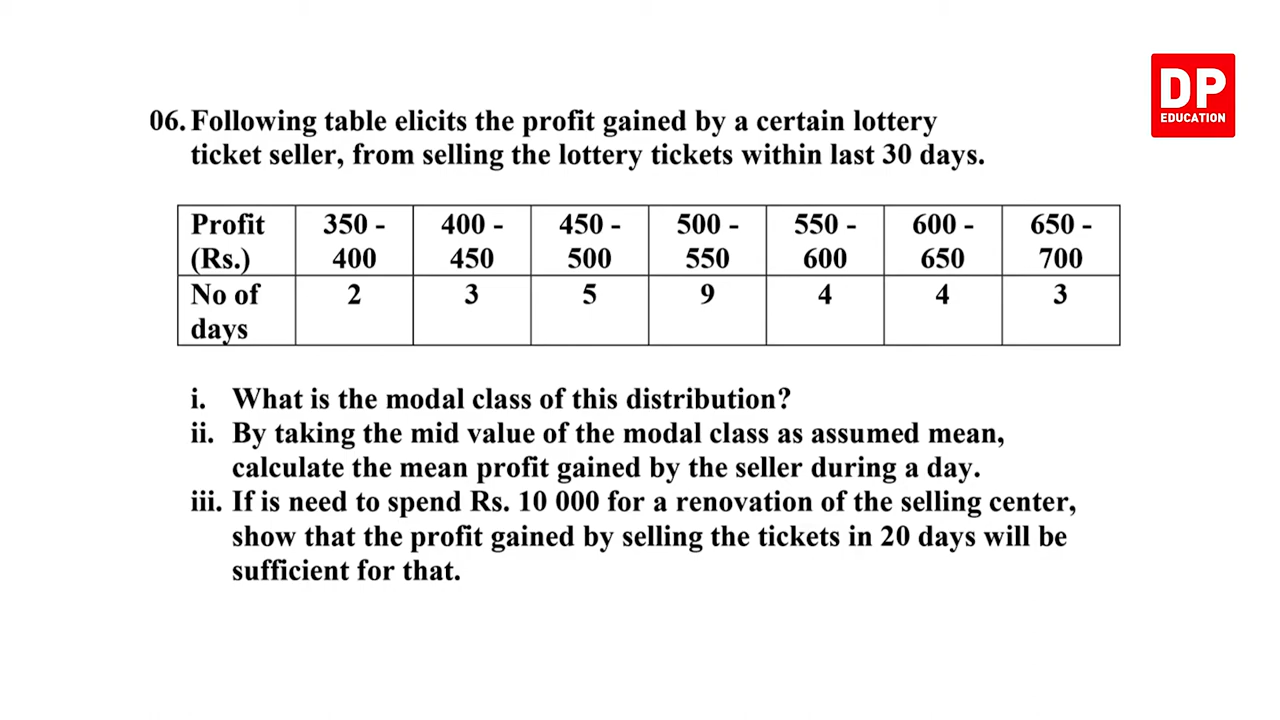 DP
EDUCATION
06. Following table elicits the profit gained by a certain lottery
ticket seller, from selling the lottery tickets within last 30 days.
Profit 350 - 400 - 450 - 500 - 550 - 600 - 650 -
(Rs.) 400 450 500 550 600 650 700
No of 2 3 5 9 4 4 3
days
i. What is the modal class of this distribution?
ii. By taking the mid value of the modal class as assumed mean,
calculate the mean profit gained by the seller during a day.
iii. If is need to spend Rs. 10 000 for a renovation of the selling center,
show that the profit gained by selling the tickets in 20 days will be
sufficient for that.